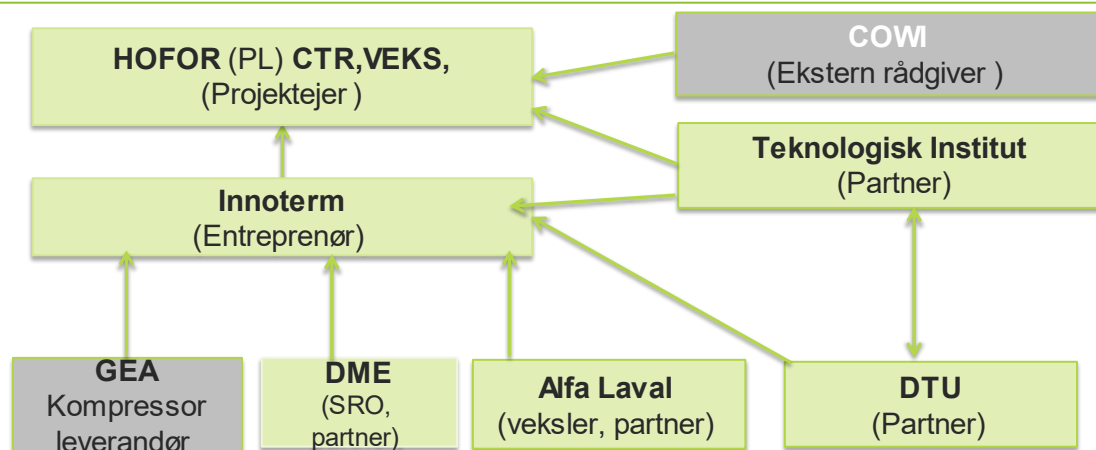 HOFOR (PL) CTR,VEKS,
(Projektejer )
COWI
(Ekstern rådgiver )
Teknologisk Institut
(Partner)
Innoterm
(Entreprenør)
GEA
Kompressor
leverandør
DME
(SRO,
partner)
Alfa Laval
(veksler, partner)
DTU
(Partner)